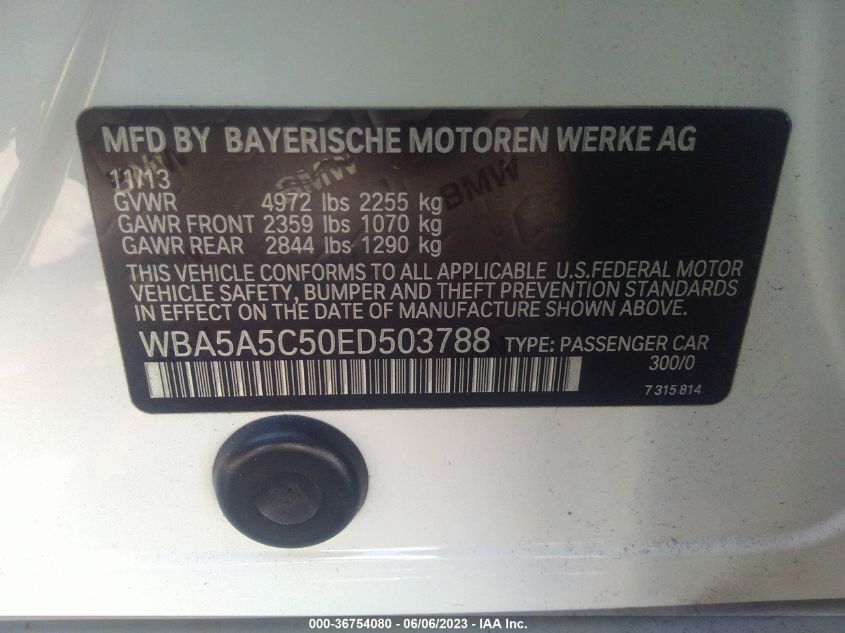 MFD BY BAYERISCHE MOTOREN WERKE AG
11/13
GVWR 4972 lbs 2255 kg
GAWR FRONT 2359 lbs 1070 kg
GAWR REAR 2844 lbs 1290 kg
BMW BMW BMW
THIS VEHICLE CONFORMS TO ALL APPLICABLE U.S.FEDERAL MOTOR
VEHICLE SAFETY, BUMPER AND THEFT PREVENTION STANDARDS
IN EFFECT ON THE DATE OF MANUFACTURE SHOWN ABOVE.
WBA5A5C50ED503788 TYPE: PASSENGER CAR
300/0
7 315 814
000-36754080 - 06/06/2023 - IAA Inc.